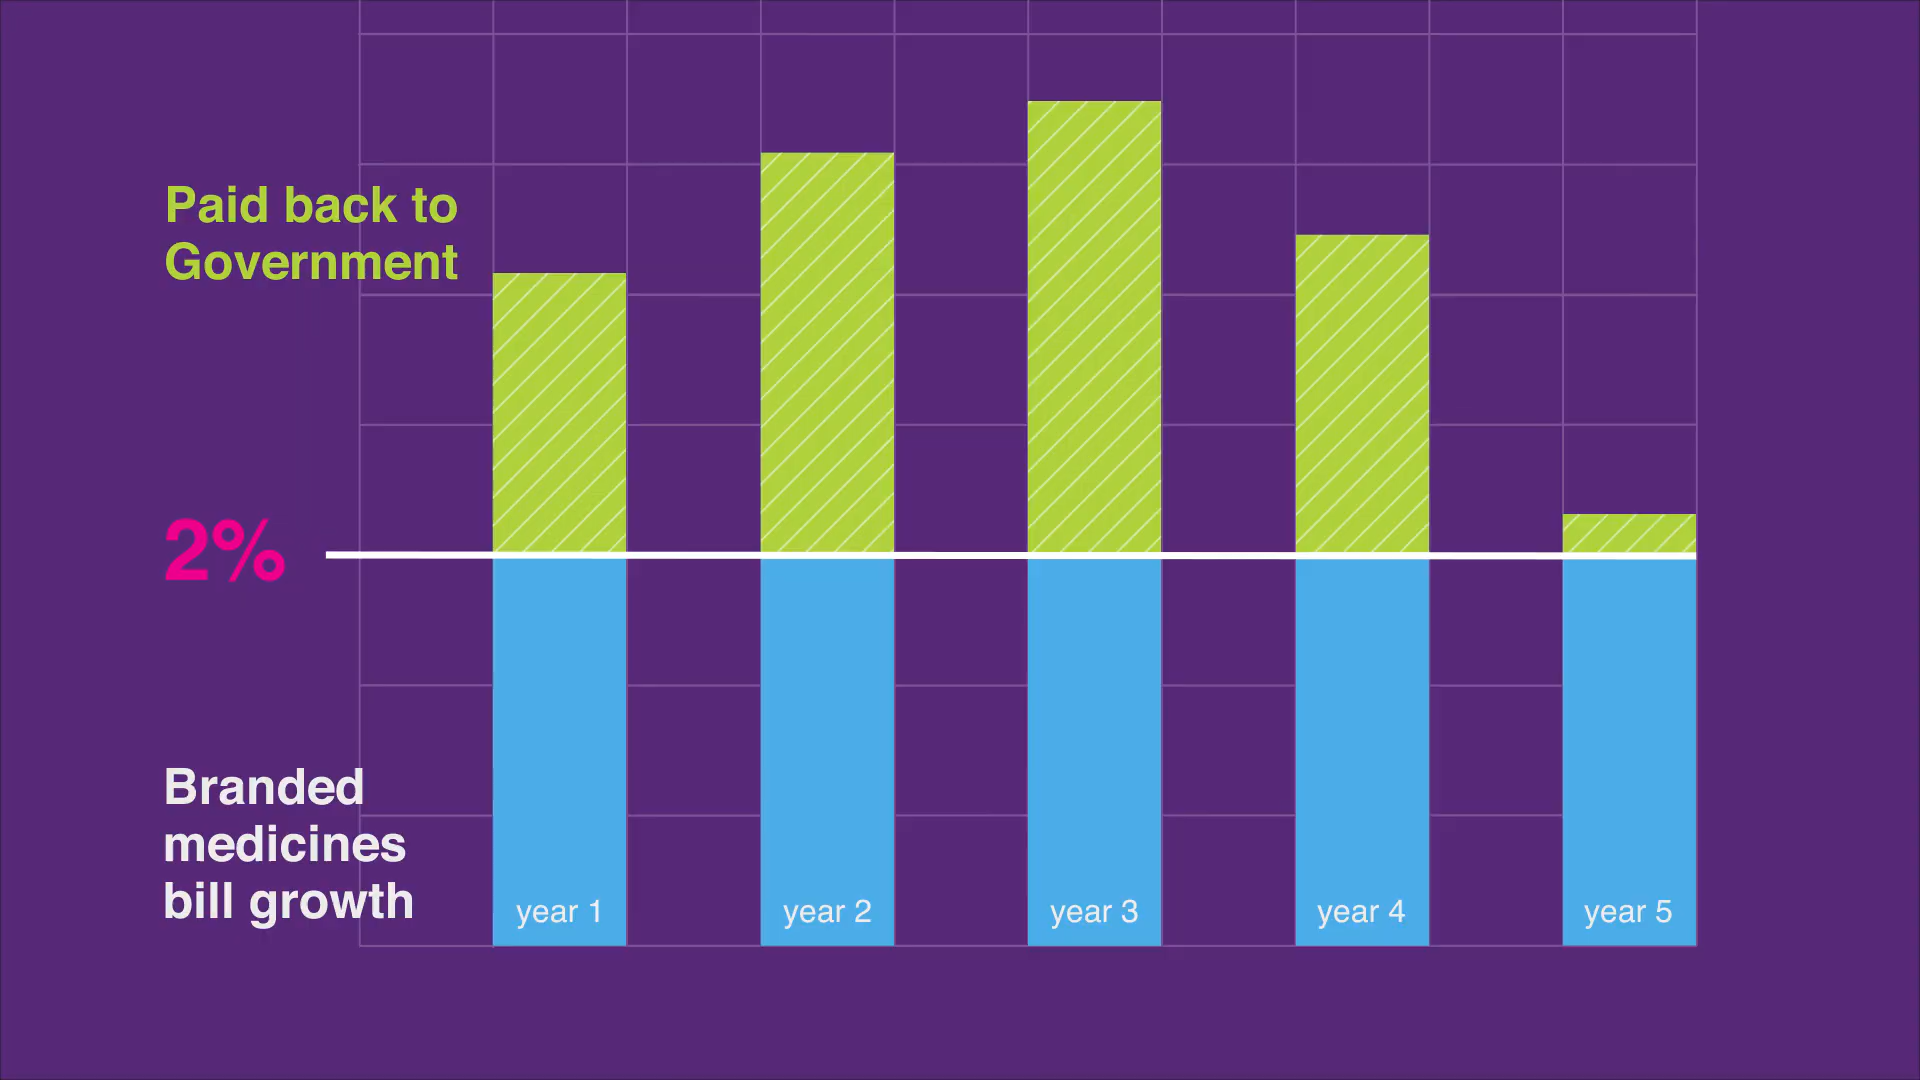 Paid back to
Government
2%
Branded
medicines
bill growth
year 1
year 2
year 3
year 4
year 5